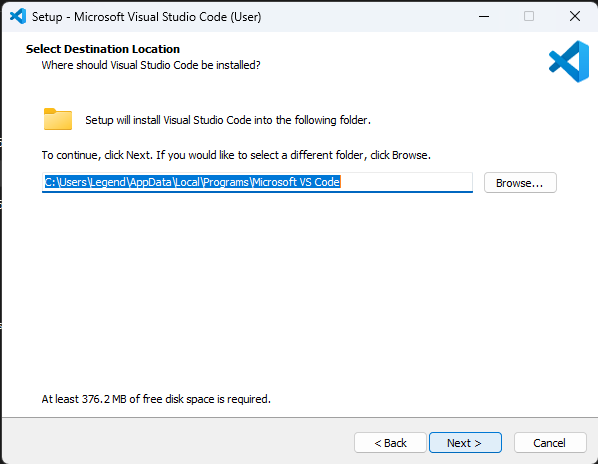 Setup - Microsoft Visual Studio Code (User)
Select Destination Location
Where should Visual Studio Code be installed?
Setup will install Visual Studio Code into the following folder.
To continue, click Next. If you would like to select a different folder, click Browse.
C:\Users\Legend\AppData\Local\Programs\Microsoft VS Code
Browse...
At least 376.2 MB of free disk space is required.
< Back
Next >
Cancel